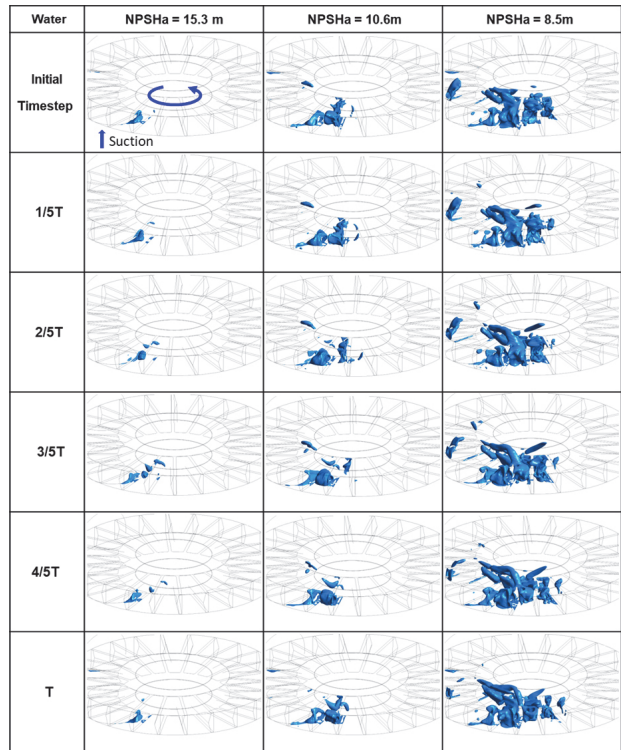 Water NPSHa = 15.3 m NPSHa = 10.6m NPSHa = 8.5m
Initial
Timestep
Suction
1/5T
2/5T
3/5T
4/5T
T